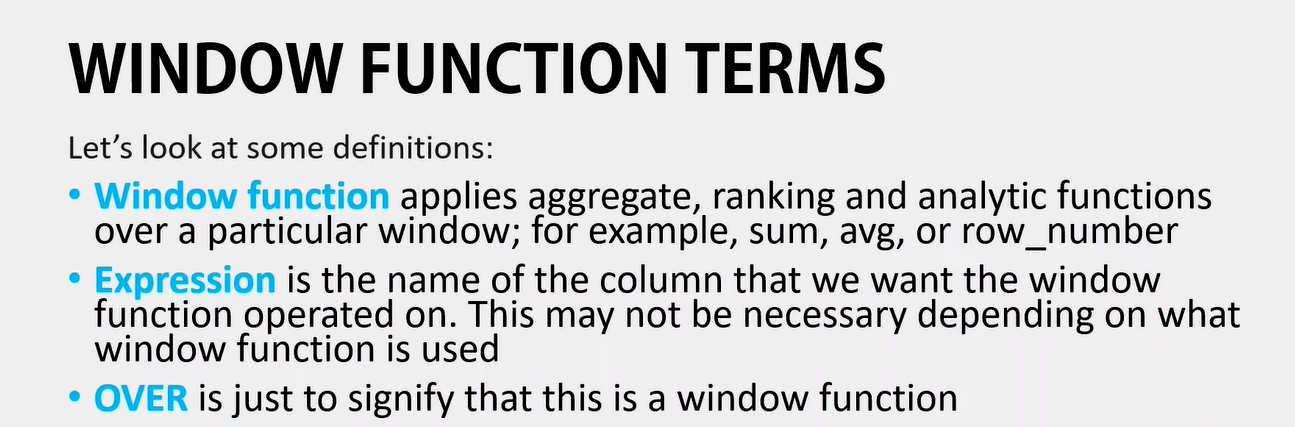 WINDOW FUNCTION TERMS
Let’s look at some definitions:
• Window function applies aggregate, ranking and analytic functions
over a particular window; for example, sum, avg, or row_number
• Expression is the name of the column that we want the window
function operated on. This may not be necessary depending on what
window function is used
• OVER is just to signify that this is a window function